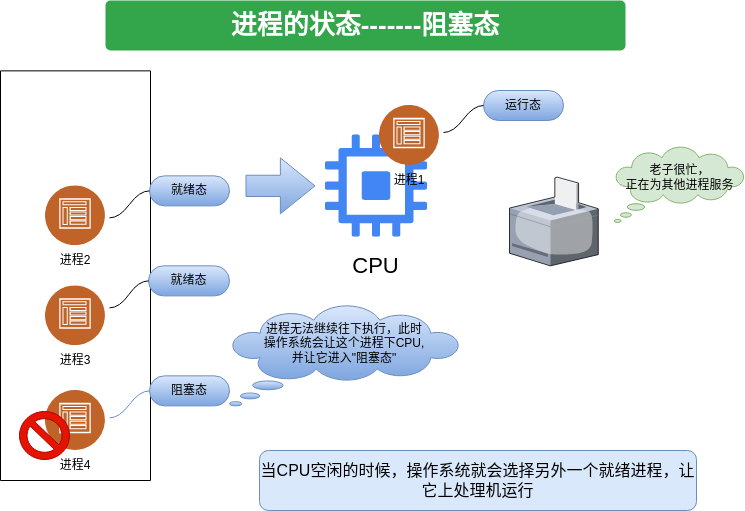 进程的状态-------阻塞态
运行态
进程1
老子很忙，
正在为其他进程服务
就绪态
进程2
CPU
就绪态
进程3
进程无法继续往下执行，此时
操作系统会让这个进程下CPU,
并让它进入"阻塞态"
阻塞态
进程4
当CPU空闲的时候，操作系统就会选择另外一个就绪进程，让
它上处理机运行